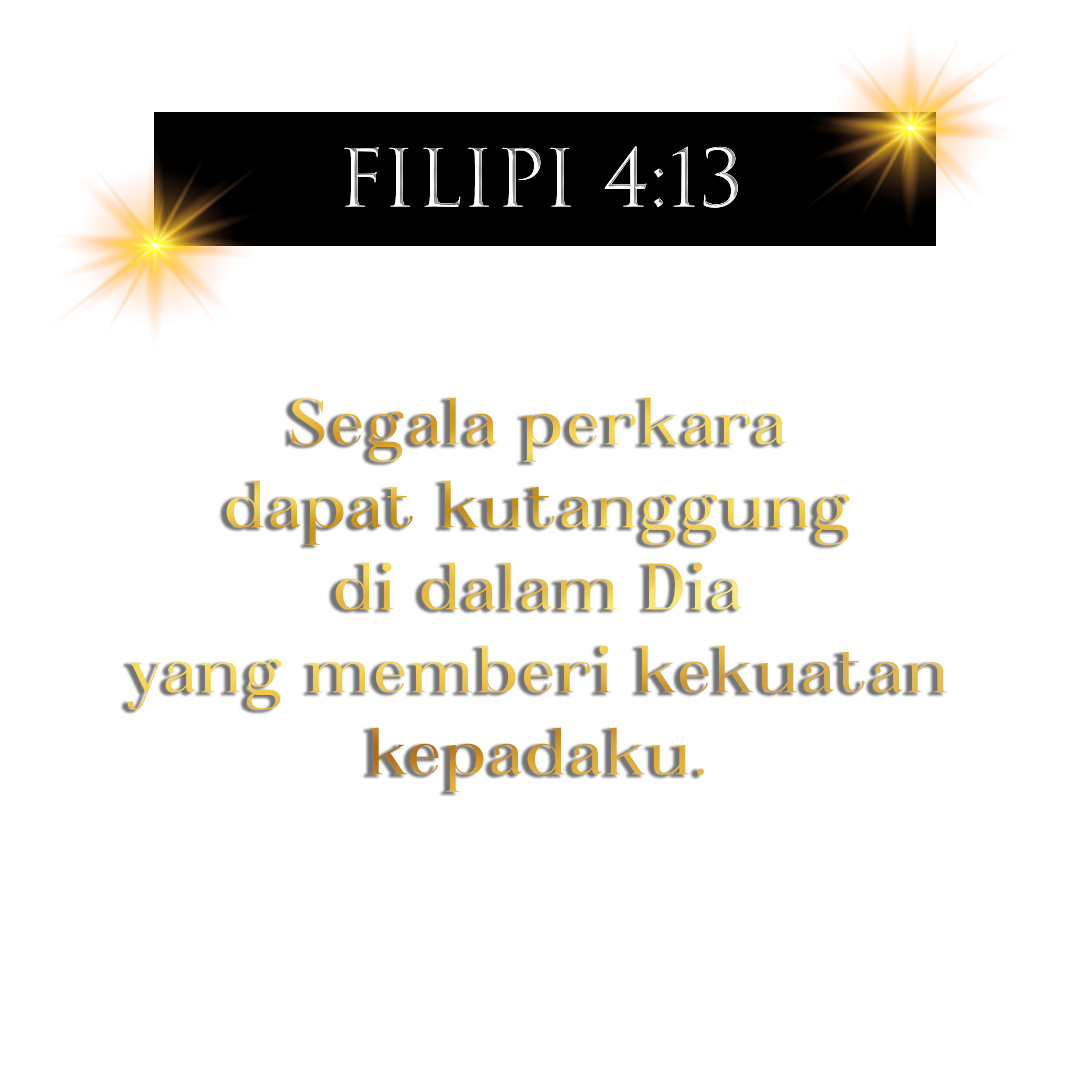 FILIPI 4:13
Segala perkara
dapat kutanggung
di dalam Dia
yang memberi kekuatan
kepadaku.